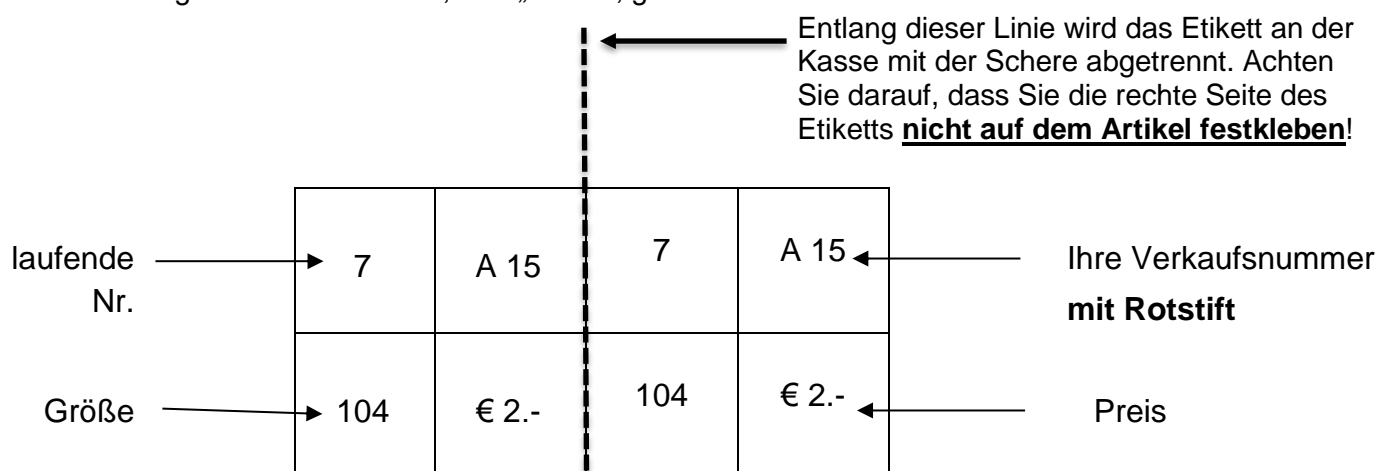 Entlang dieser Linie wird das Etikett an der
Kasse mit der Schere abgetrennt. Achten
Sie darauf, dass Sie die rechte Seite des
Etiketts nicht auf dem Artikel festkleben!
laufende
Nr.
7
A 15
7
A 15
Ihre Verkaufsnummer
mit Rotstift
Größe
104
€ 2.-
104
€ 2.-
Preis